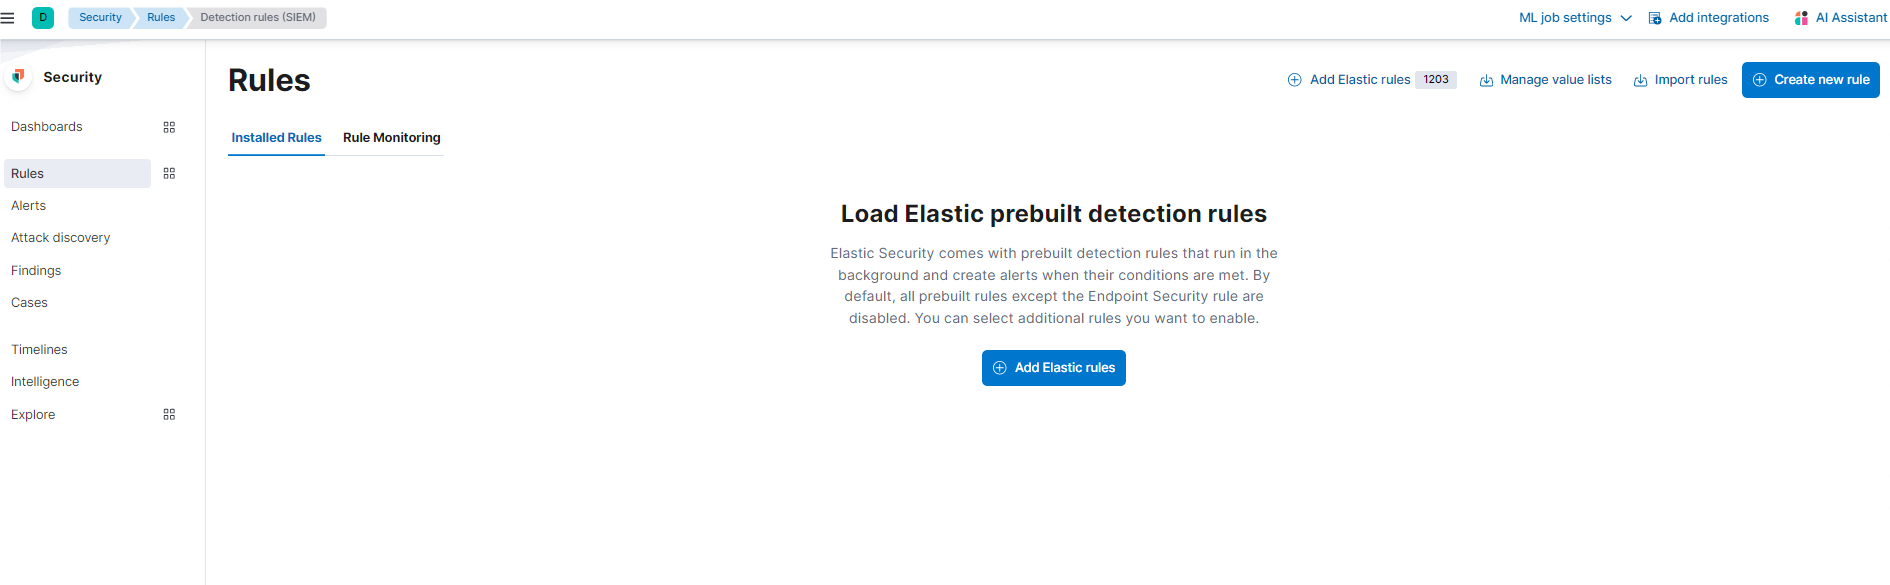 D Security Rules Detection rules (SIEM) ML job settings Add integrations AI Assistant
Security
Dashboards
Rules
Alerts
Attack discovery
Findings
Cases
Timelines
Intelligence
Explore
Rules
Add Elastic rules 1203 Manage value lists Import rules Create new rule
Installed Rules Rule Monitoring
Load Elastic prebuilt detection rules
Elastic Security comes with prebuilt detection rules that run in the
background and create alerts when their conditions are met. By
default, all prebuilt rules except the Endpoint Security rule are
disabled. You can select additional rules you want to enable.
Add Elastic rules